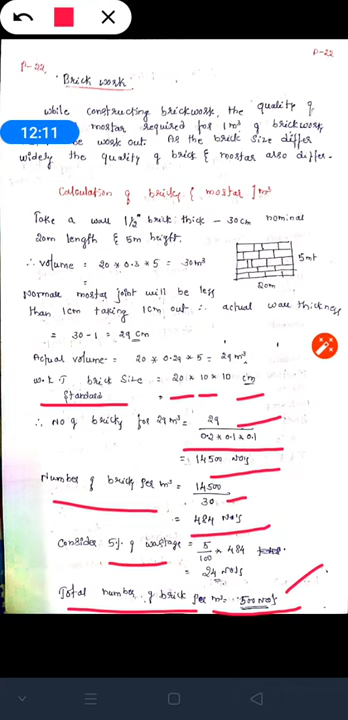 P-22
P-22
Brick work
while constructing brickwork, the quality of
12:11
mortar required for 1m³ of brickwork
work out. As the brick size differ
widely the quality of brick & mortar also differ.
Calculation of bricks & mortar 1m³
Take a wall 1½" brick thick - 30cm nominal
20m length & 5m height.
∴ volume = 20 × 0.3 × 5 = 30m³
5mt
20m
Normal mortar joint will be less
than 1cm taking 1cm out ∴ actual wall thickness
= 30 - 1 = 29 cm
Actual volume = 20 × 0.29 × 5 = 29 m³
w.k.T brick size = 20 × 10 × 10 cm
standard
∴ No of bricks for 29 m³ = 29
0.2 × 0.1 × 0.1
= 14500 No's
Number of brick per m³ = 14500
30
= 484 No's
Consider 5% of wastage = 5
100 × 484
= 24 No's
Total number of brick per m³ = 500 No's